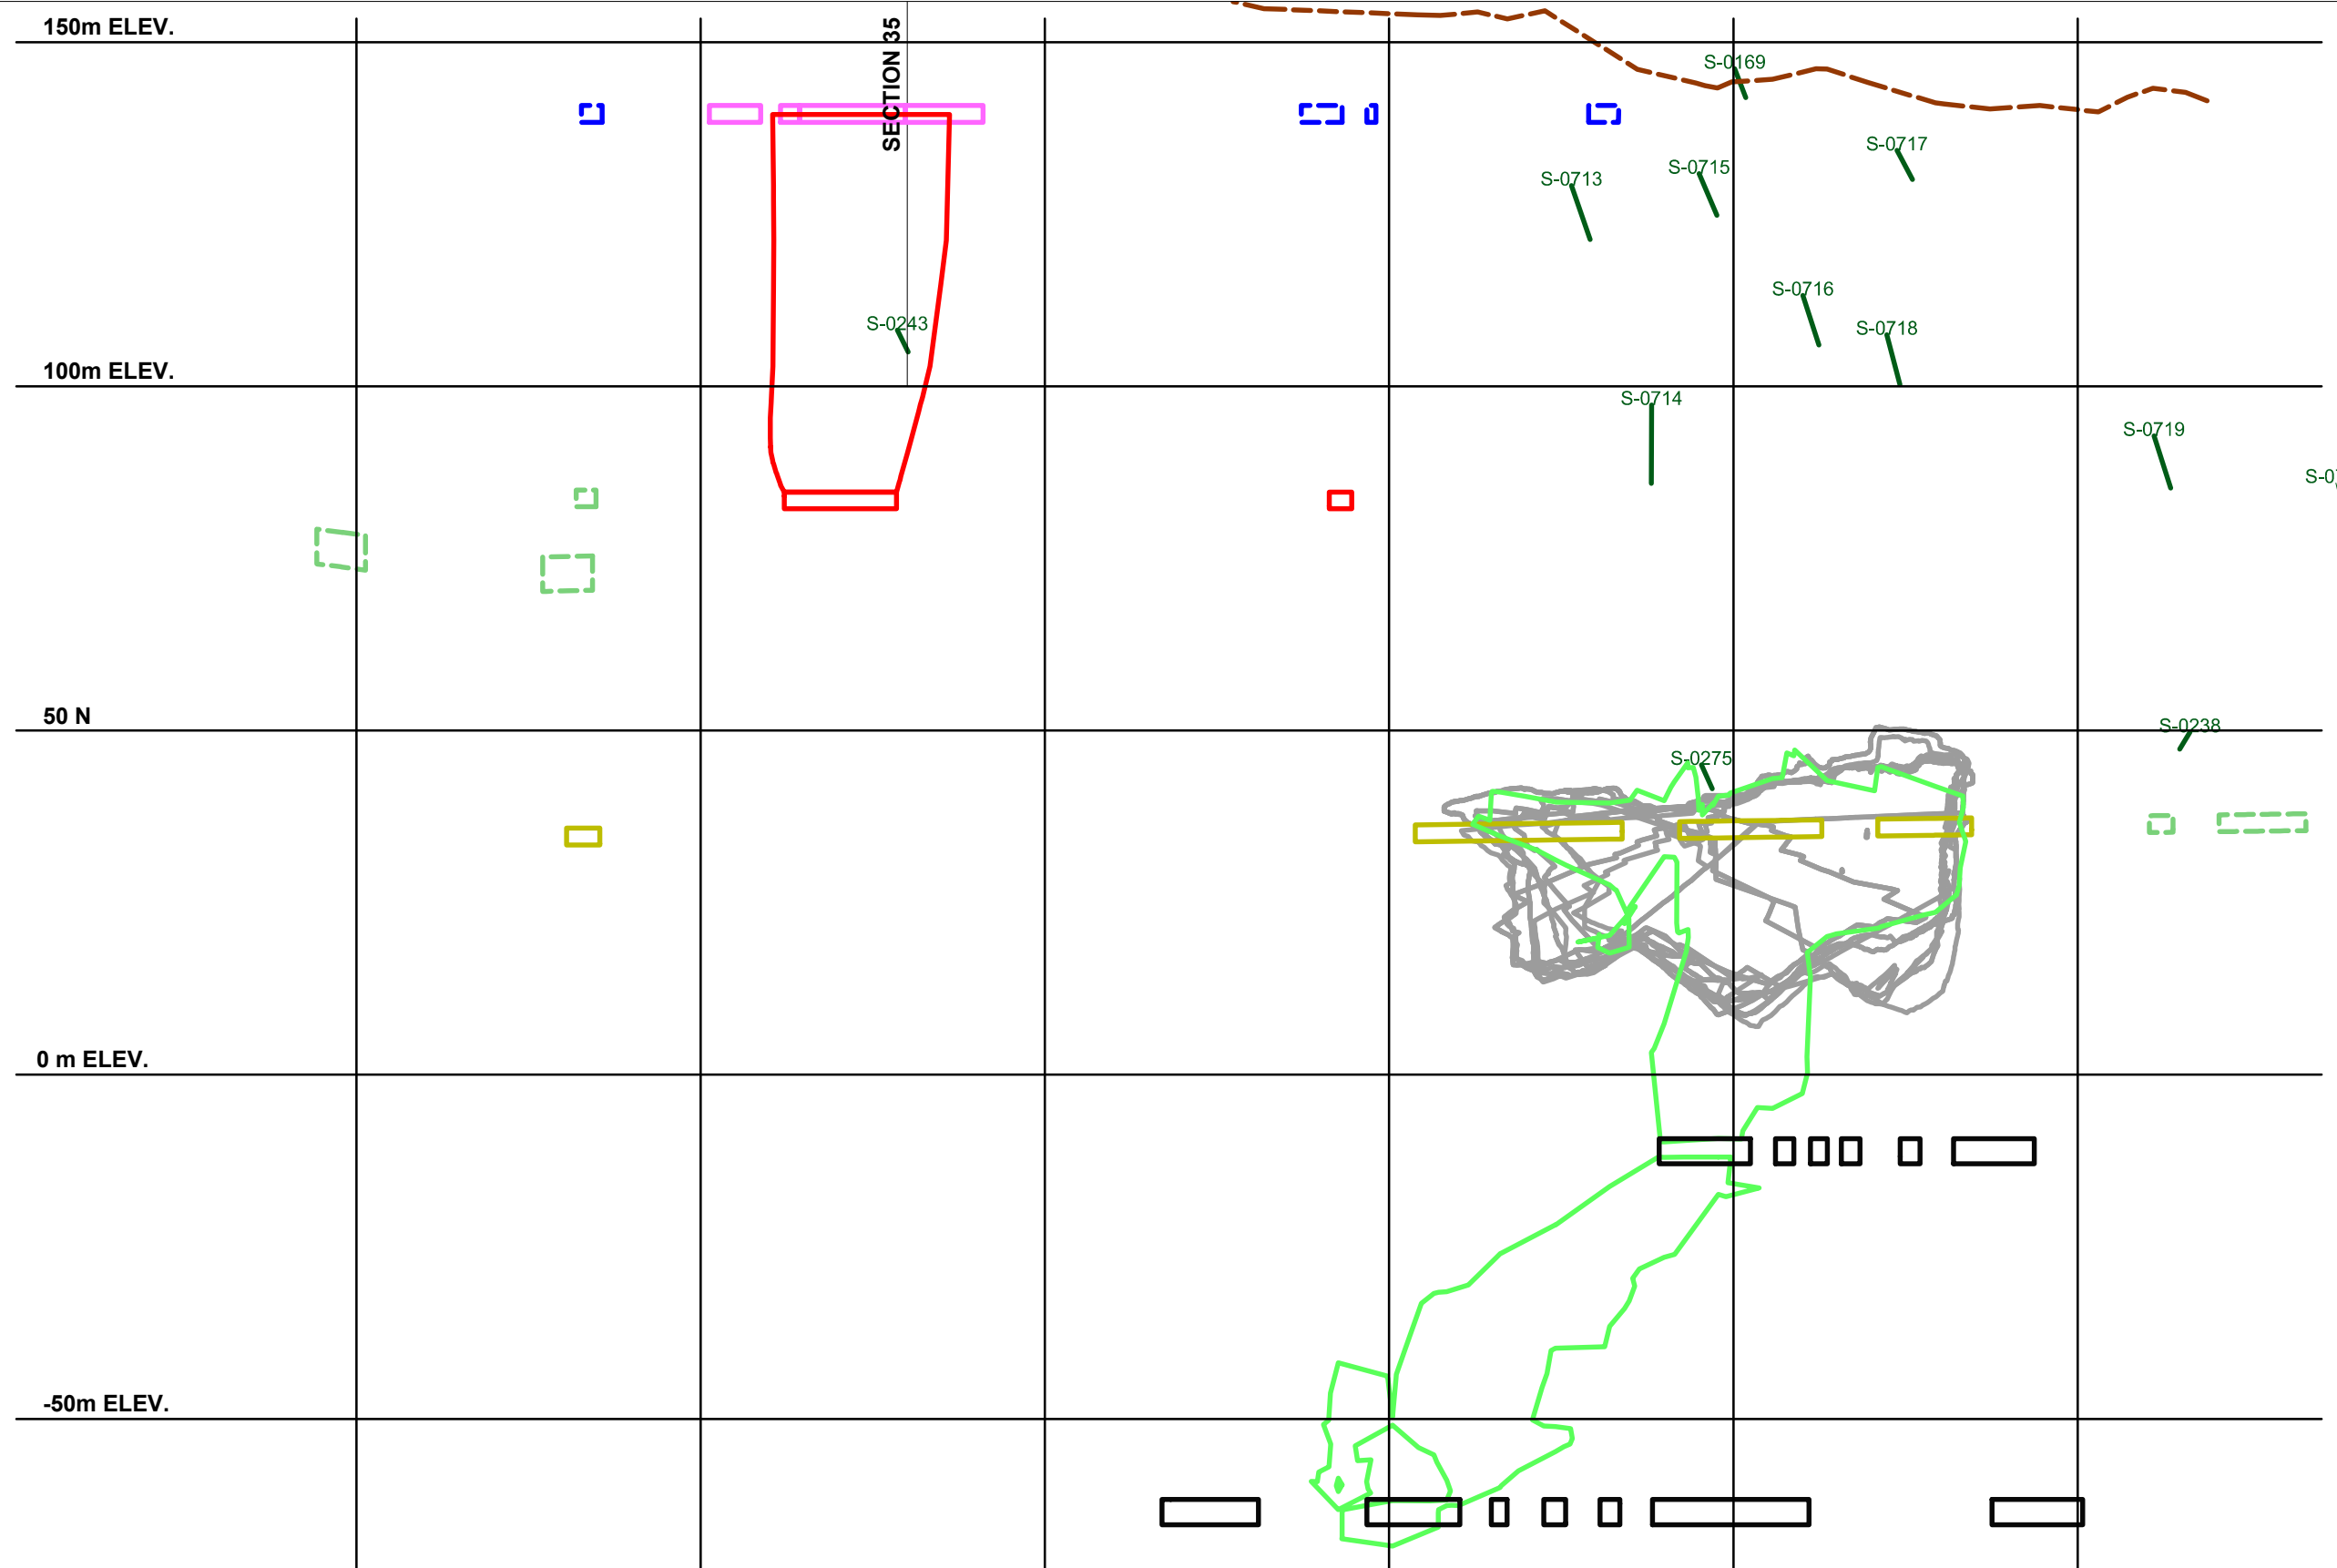 150m ELEV.
SECTION 35
S-0169
S-0717
S-0715
S-0713
S-0716
S-0243
S-0718
100m ELEV.
S-0714
S-0719
50 N
S-0238
S-0275
0 m ELEV.
-50m ELEV.